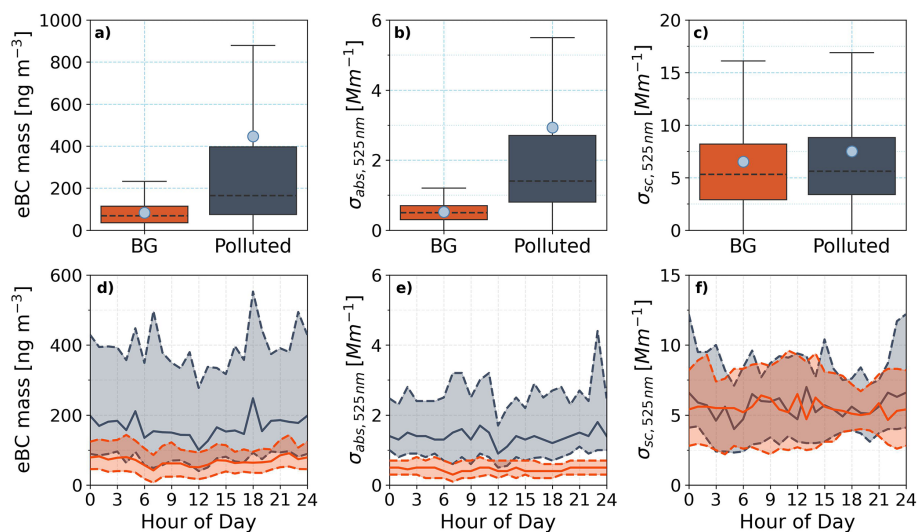 a)
eBC mass [ng m⁻³]
1000
800
600
400
200
0
BG
Polluted
b)
σabs,525nm [Mm⁻¹]
6
4
2
0
BG
Polluted
c)
σsc,525nm [Mm⁻¹]
20
15
10
5
0
BG
Polluted
d)
eBC mass [ng m⁻³]
600
400
200
0
0 3 6 9 12 15 18 21 24
Hour of Day
e)
σabs,525nm [Mm⁻¹]
6
4
2
0
0 3 6 9 12 15 18 21 24
Hour of Day
f)
σsc,525nm [Mm⁻¹]
15
10
5
0
0 3 6 9 12 15 18 21 24
Hour of Day